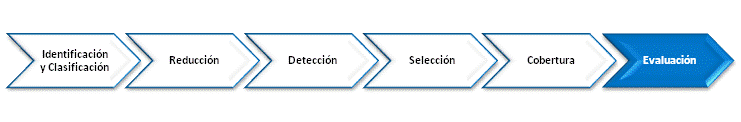 Identificación
y Clasificación
Reducción
Detección
Selección
Cobertura
Evaluación